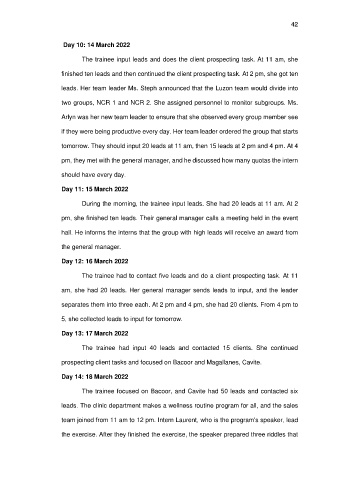 42
Day 10: 14 March 2022
The trainee input leads and does the client prospecting task. At 11 am, she
finished ten leads and then continued the client prospecting task. At 2 pm, she got ten
leads. Her team leader Ms. Steph announced that the Luzon team would divide into
two groups, NCR 1 and NCR 2. She assigned personnel to monitor subgroups. Ms.
Arlyn was her new team leader to ensure that she observed every group member see
if they were being productive every day. Her team leader ordered the group that starts
tomorrow. They should input 20 leads at 11 am, then 15 leads at 2 pm and 4 pm. At 4
pm, they met with the general manager, and he discussed how many quotas the intern
should have every day.
Day 11: 15 March 2022
During the morning, the trainee input leads. She had 20 leads at 11 am. At 2
pm, she finished ten leads. Their general manager calls a meeting held in the event
hall. He informs the interns that the group with high leads will receive an award from
the general manager.
Day 12: 16 March 2022
The trainee had to contact five leads and do a client prospecting task. At 11
am, she had 20 leads. Her general manager sends leads to input, and the leader
separates them into three each. At 2 pm and 4 pm, she had 20 clients. From 4 pm to
5, she collected leads to input for tomorrow.
Day 13: 17 March 2022
The trainee had input 40 leads and contacted 15 clients. She continued
prospecting client tasks and focused on Bacoor and Magallanes, Cavite.
Day 14: 18 March 2022
The trainee focused on Bacoor, and Cavite had 50 leads and contacted six
leads. The clinic department makes a wellness routine program for all, and the sales
team joined from 11 am to 12 pm. Intern Laurent, who is the program's speaker, lead
the exercise. After they finished the exercise, the speaker prepared three riddles that